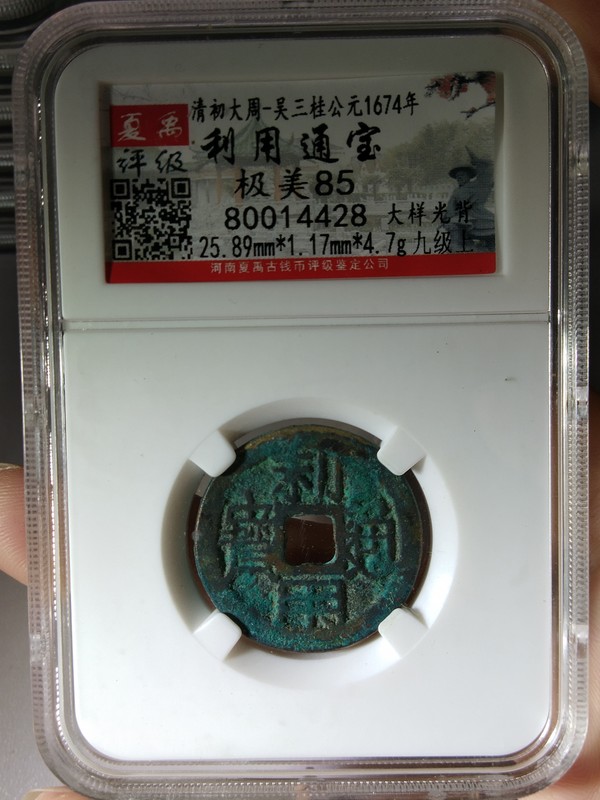 清初大周-吴三桂公元1674年
夏禹
评级
利用通宝
极美85
80014428 大样光背
25.89mm*1.17mm*4.7g九级上
河南夏禹古钱币评级鉴定公司
利用通寶